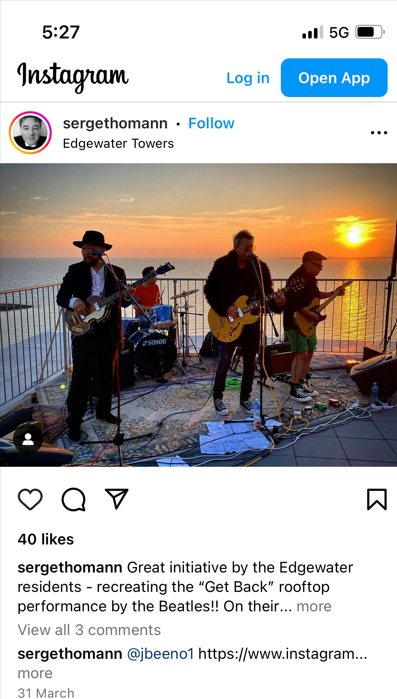 5:27
5G
Instagram
Log in
Open App
sergethomann • Follow
Edgewater Towers
SONOR
40 likes
sergethomann Great initiative by the Edgewater
residents - recreating the “Get Back” rooftop
performance by the Beatles!! On their... more
View all 3 comments
sergethomann @jbeeno1 https://www.instagram...
more
31 March